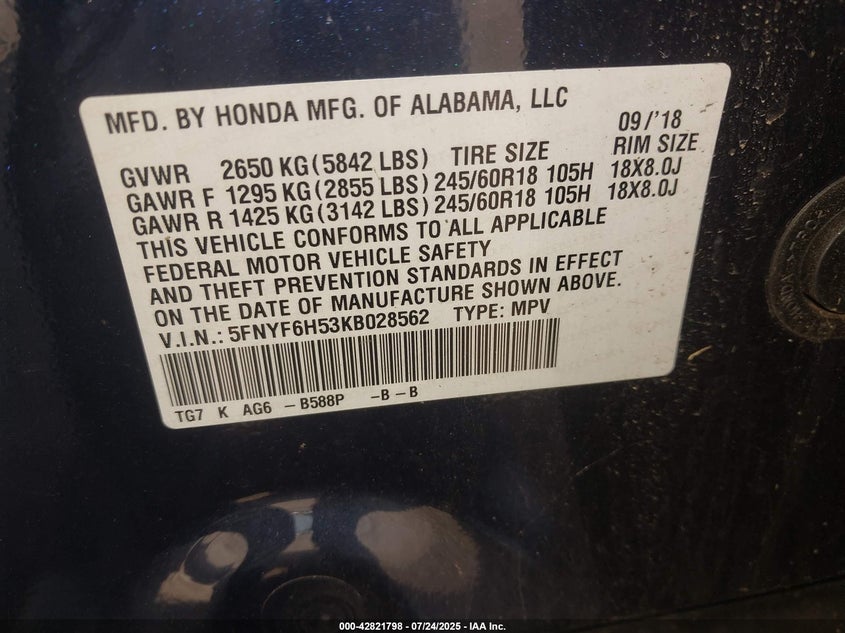 MFD. BY HONDA MFG. OF ALABAMA, LLC
09/'18
GVWR 2650 KG(5842 LBS) TIRE SIZE RIM SIZE
GAWR F 1295 KG(2855 LBS) 245/60R18 105H 18X8.0J
GAWR R 1425 KG(3142 LBS) 245/60R18 105H 18X8.0J
THIS VEHICLE CONFORMS TO ALL APPLICABLE
FEDERAL MOTOR VEHICLE SAFETY
AND THEFT PREVENTION STANDARDS IN EFFECT
ON THE DATE OF MANUFACTURE SHOWN ABOVE.
V.I.N.: 5FNYF6H53KB028562 TYPE: MPV
TG7 K AG6 -B588P -B-B
000-42821798 - 07/24/2025 - IAA Inc.